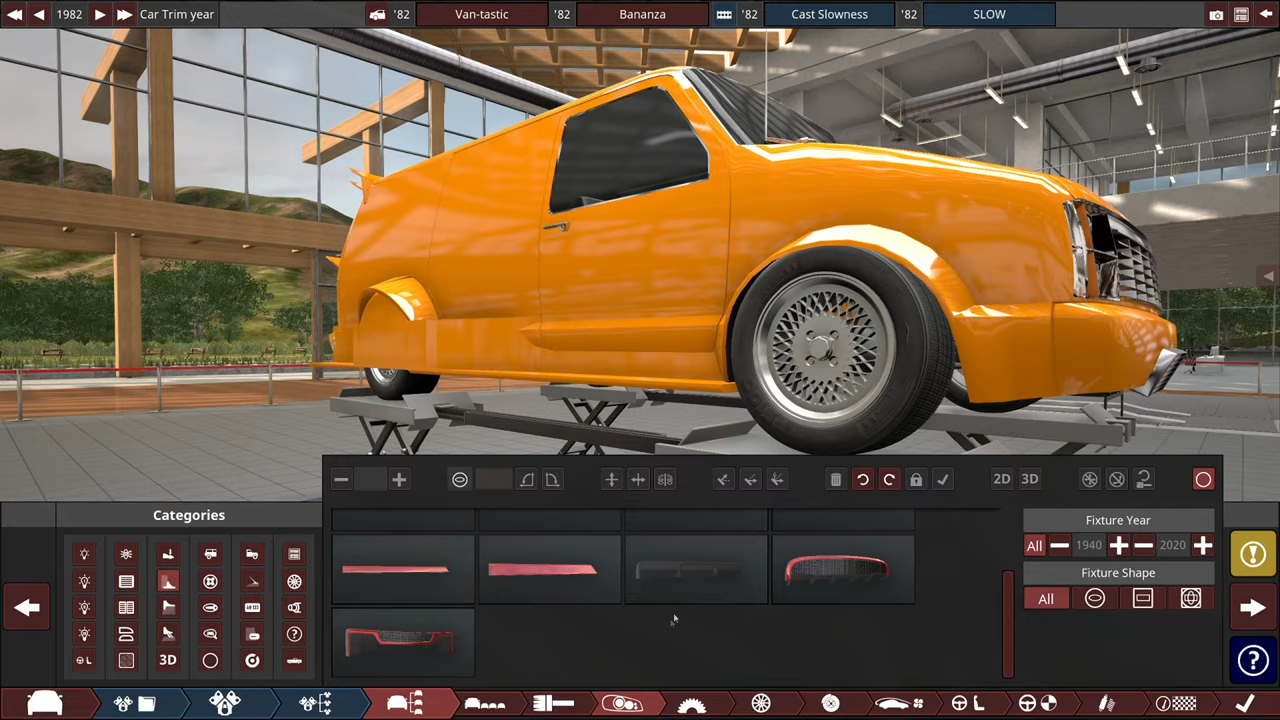 1982 Car Trim year '82 Van-tastic '82 Bananza '82 Cast Slowness '82 SLOW
2D 3D
Categories
Fixture Year
All 1940 2020
Fixture Shape
All
3D
L
?
?